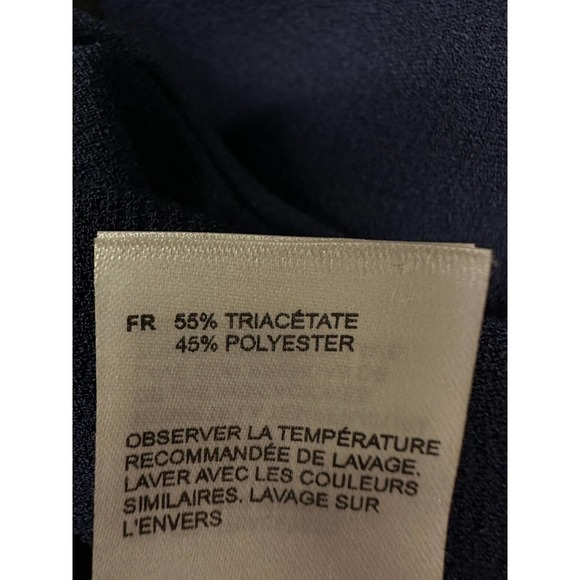 FR 55% TRIACÉTATE
45% POLYESTER
OBSERVER LA TEMPÉRATURE
RECOMMANDÉE DE LAVAGE.
LAVER AVEC LES COULEURS
SIMILAIRES. LAVAGE SUR
L'ENVERS